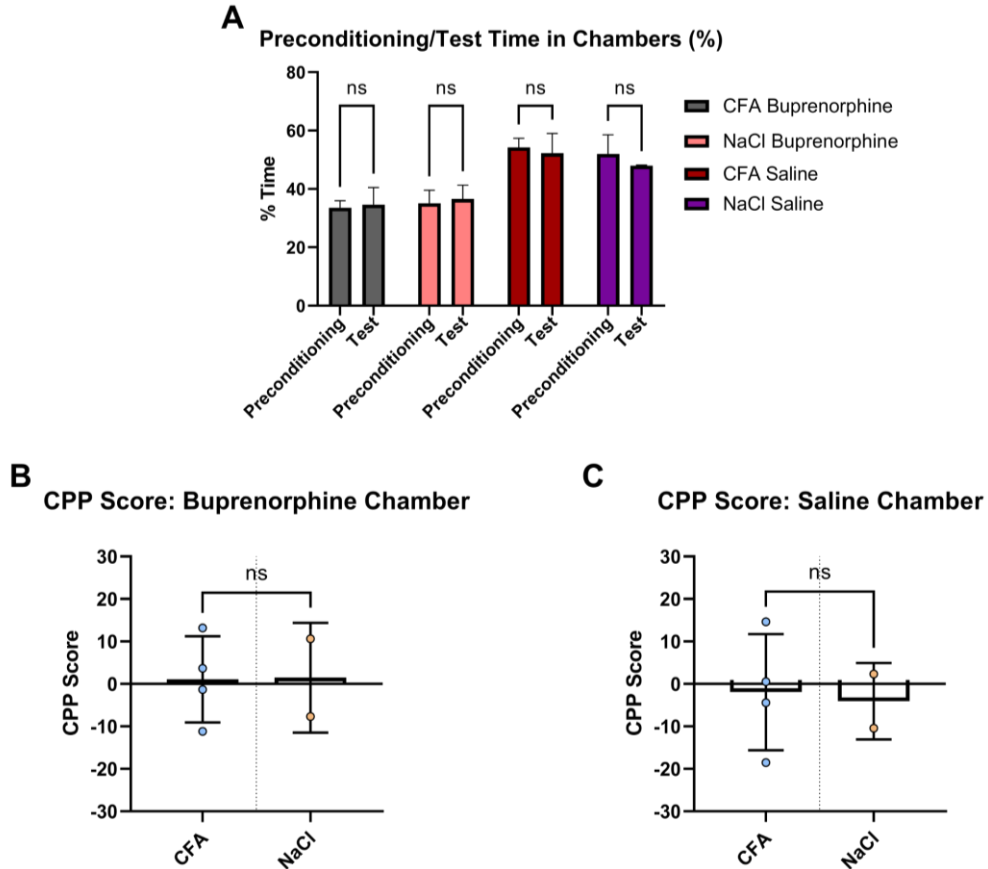 A
Preconditioning/Test Time in Chambers (%)
% Time
80
60
40
20
0
ns
ns
ns
ns
Preconditioning
Test
Preconditioning
Test
Preconditioning
Test
Preconditioning
Test
CFA Buprenorphine
NaCl Buprenorphine
CFA Saline
NaCl Saline
B
CPP Score: Buprenorphine Chamber
CPP Score
30
20
10
0
-10
-20
-30
ns
CFA
NaCl
C
CPP Score: Saline Chamber
CPP Score
30
20
10
0
-10
-20
-30
ns
CFA
NaCl